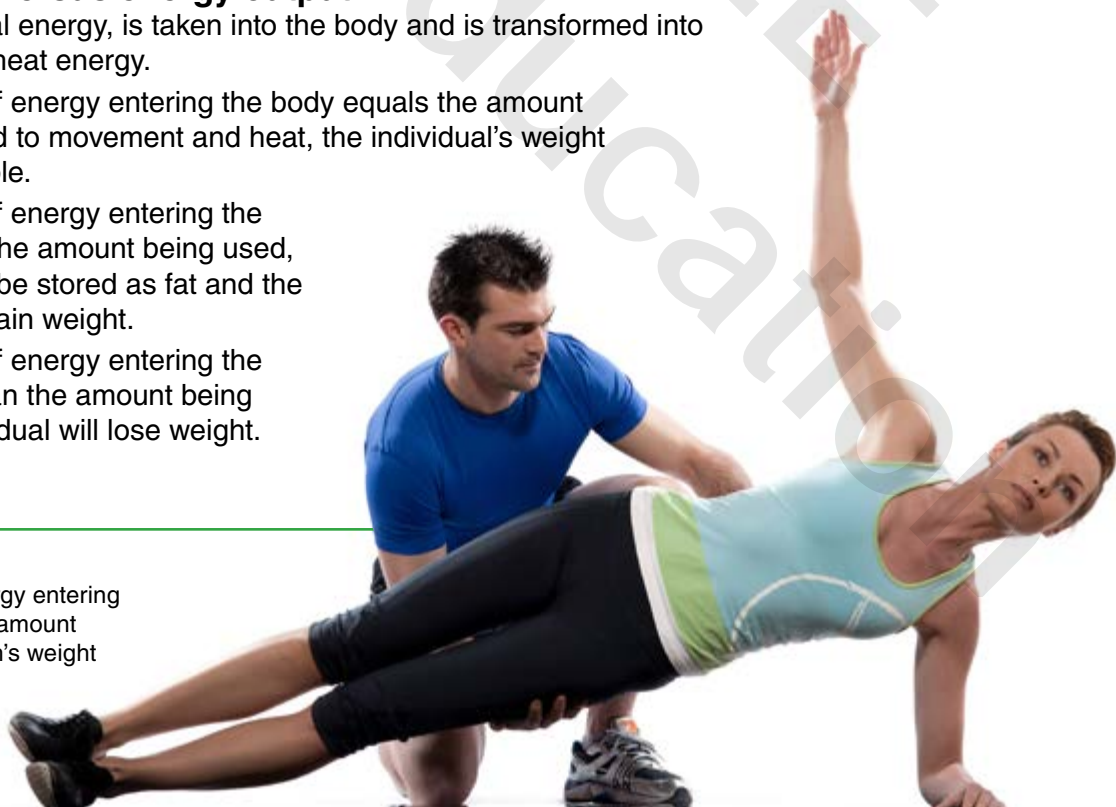 energy output
al energy, is taken into the body and is transformed into
heat energy.
f energy entering the body equals the amount
d to movement and heat, the individual's weight
le.
f energy entering the
he amount being used,
be stored as fat and the
ain weight.
f energy entering the
an the amount being
dual will lose weight.
gy entering
amount
n's weight
ducation